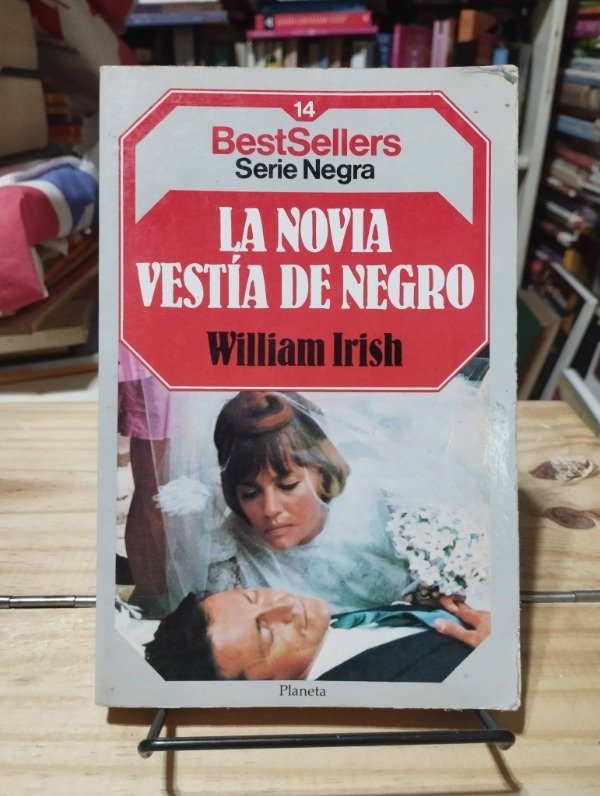 14
BestSellers
Serie Negra
LA NOVIA
VESTÍA DE NEGRO
William Irish
Planeta